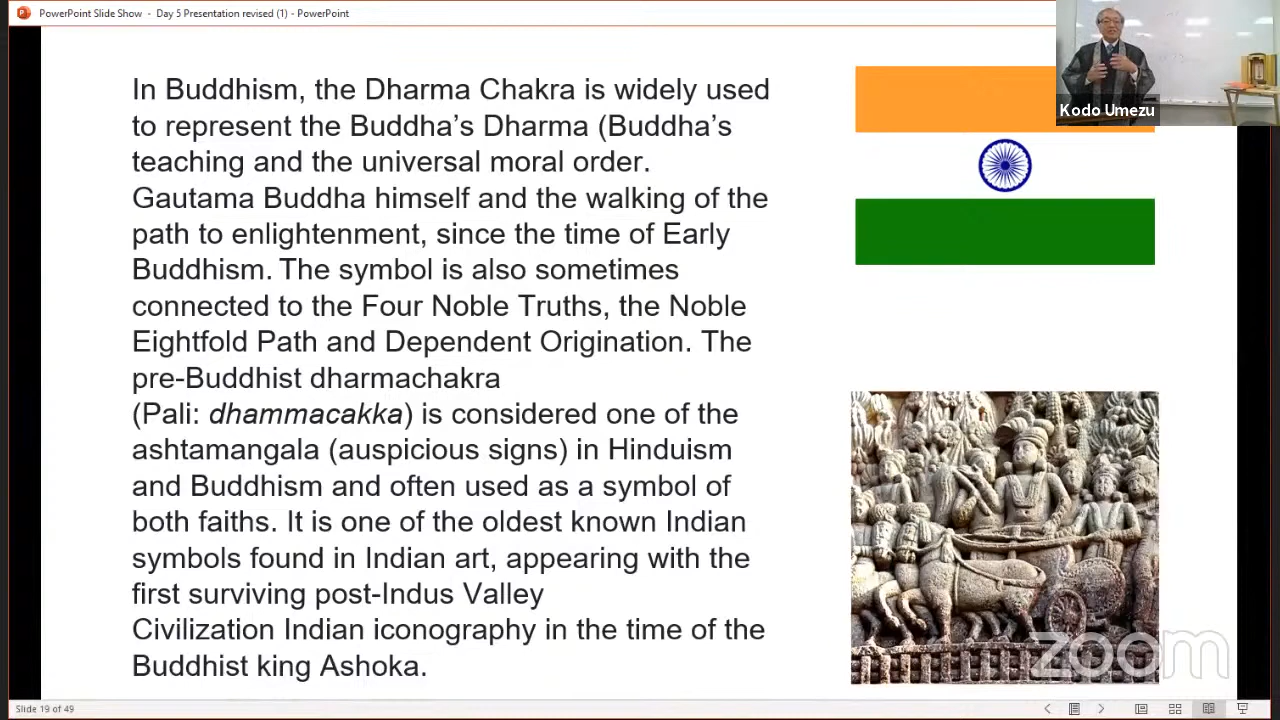 PowerPoint Slide Show - Day 5 Presentation revised (1) - PowerPoint
Kodo Umezu
In Buddhism, the Dharma Chakra is widely used
to represent the Buddha’s Dharma (Buddha’s
teaching and the universal moral order.
Gautama Buddha himself and the walking of the
path to enlightenment, since the time of Early
Buddhism. The symbol is also sometimes
connected to the Four Noble Truths, the Noble
Eightfold Path and Dependent Origination. The
pre-Buddhist dharmachakra
(Pali: dhammacakka) is considered one of the
ashtamangala (auspicious signs) in Hinduism
and Buddhism and often used as a symbol of
both faiths. It is one of the oldest known Indian
symbols found in Indian art, appearing with the
first surviving post-Indus Valley
Civilization Indian iconography in the time of the
Buddhist king Ashoka.
zoom
Slide 19 of 49